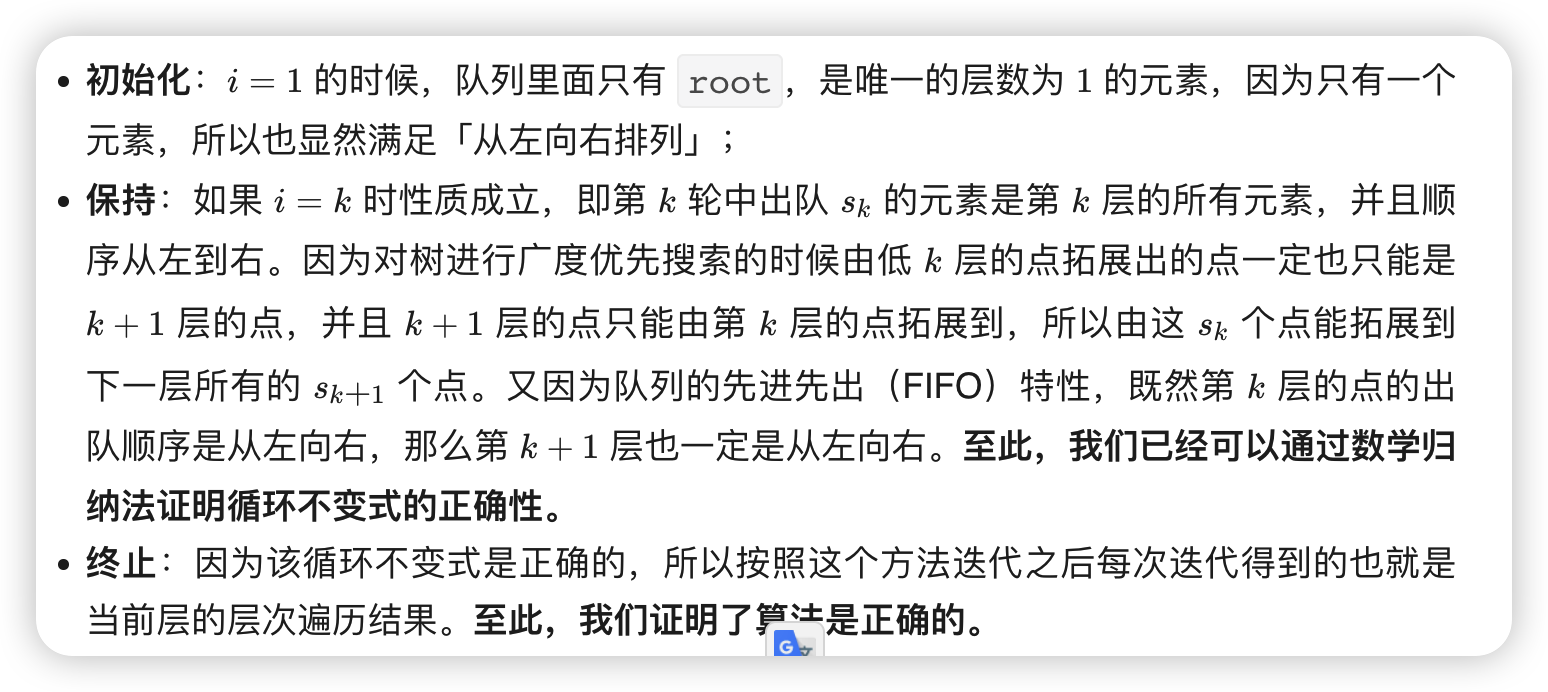 • 初始化：i = 1 的时候，队列里面只有 root，是唯一的层数为 1 的元素，因为只有一个
元素，所以也显然满足「从左向右排列」；
• 保持：如果 i = k 时性质成立，即第 k 轮中出队 sₖ 的元素是第 k 层的所有元素，并且顺
序从左到右。因为对树进行广度优先搜索的时候由低 k 层的点拓展出的点一定也只能是
k + 1 层的点，并且 k + 1 层的点只能由第 k 层的点拓展到，所以由这 sₖ 个点能拓展到
下一层所有的 sₖ₊₁ 个点。又因为队列的先进先出（FIFO）特性，既然第 k 层的点的出
队顺序是从左向右，那么第 k + 1 层也一定是从左向右。至此，我们已经可以通过数学归
纳法证明循环不变式的正确性。
• 终止：因为该循环不变式是正确的，所以按照这个方法迭代之后每次迭代得到的也就是
当前层的层次遍历结果。至此，我们证明了算法是正确的。